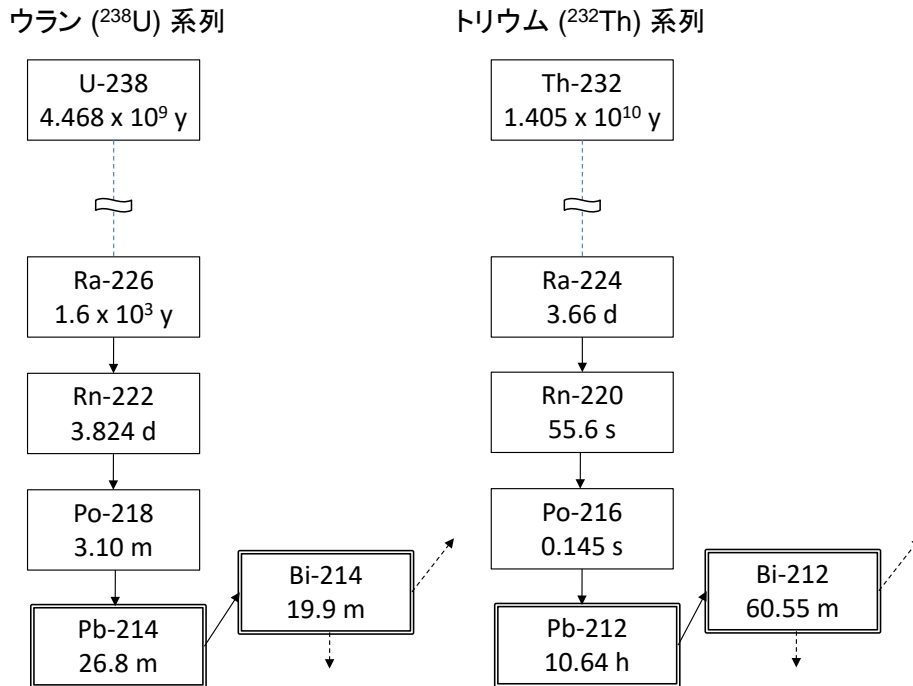 ウラン (²³⁸U) 系列
U-238
4.468 x 10⁹ y
Ra-226
1.6 x 10³ y
Rn-222
3.824 d
Po-218
3.10 m
Pb-214
26.8 m
Bi-214
19.9 m
トリウム (²³²Th) 系列
Th-232
1.405 x 10¹⁰ y
Ra-224
3.66 d
Rn-220
55.6 s
Po-216
0.145 s
Pb-212
10.64 h
Bi-212
60.55 m